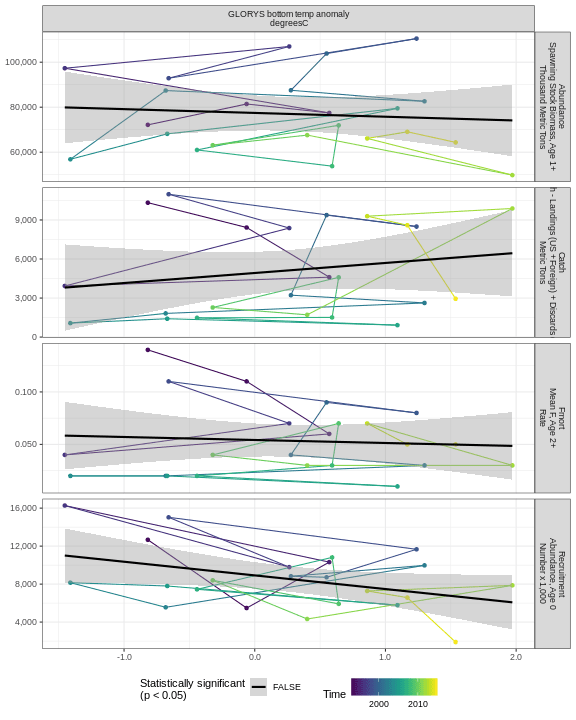 GLORYS bottom temp anomaly
degreesC
100,000
80,000
60,000
Abundance
Spawning Stock Biomass, Age 1+
Thousand Metric Tons
9,000
6,000
3,000
0
Catch
h - Landings (US +Foreign) + Discards
Metric Tons
0.100
0.050
Fmort
Mean F, Age 2+
Rate
16,000
12,000
8,000
4,000
Recruitment
Abundance, Age 0
Number x 1,000
-1.0
0.0
1.0
2.0
Statistically significant
(p < 0.05)
FALSE
Time
2000
2010